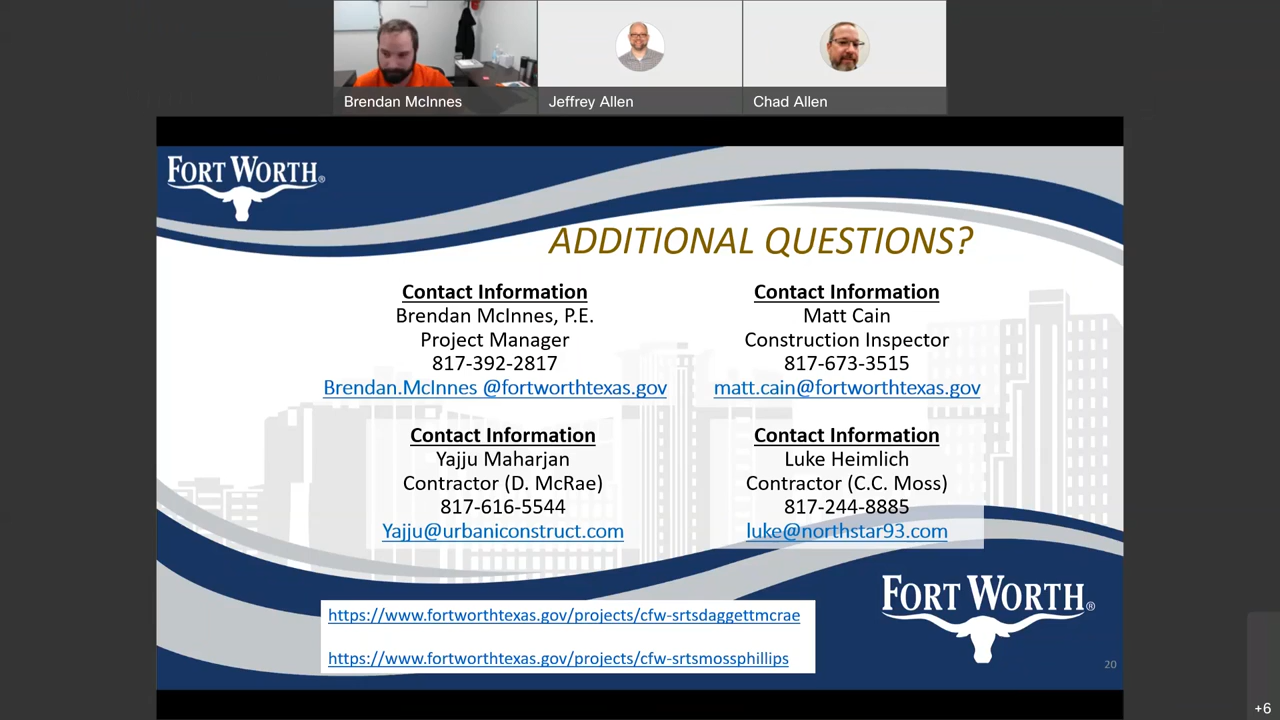 Brendan McInnes
Jeffrey Allen
Chad Allen
FORT WORTH®
ADDITIONAL QUESTIONS?
Contact Information
Brendan McInnes, P.E.
Project Manager
817-392-2817
Brendan.McInnes @fortworthtexas.gov
Contact Information
Matt Cain
Construction Inspector
817-673-3515
matt.cain@fortworthtexas.gov
Contact Information
Yajju Maharjan
Contractor (D. McRae)
817-616-5544
Yajju@urbaniconstruct.com
Contact Information
Luke Heimlich
Contractor (C.C. Moss)
817-244-8885
luke@northstar93.com
https://www.fortworthtexas.gov/projects/cfw-srtsdaggettmcrae
https://www.fortworthtexas.gov/projects/cfw-srtsmossphillips
FORT WORTH®
20
+6